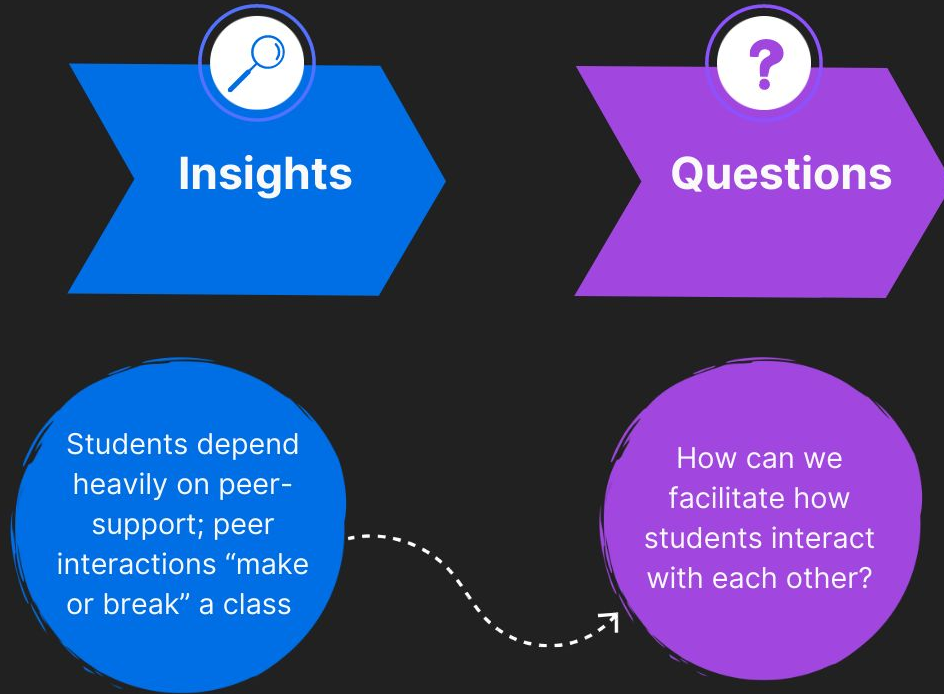 Insights
Questions
Students depend
heavily on peer-
support; peer
interactions “make
or break” a class
How can we
facilitate how
students interact
with each other?